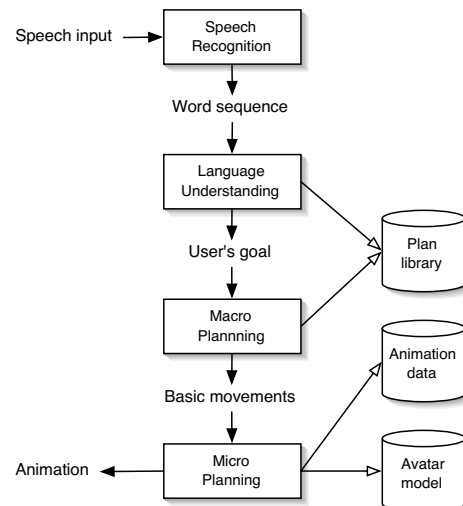 Speech input
Speech
Recognition
Word sequence
Language
Understanding
User's goal
Plan
library
Macro
Plannning
Animation
data
Basic movements
Micro
Planning
Animation
Avatar
model